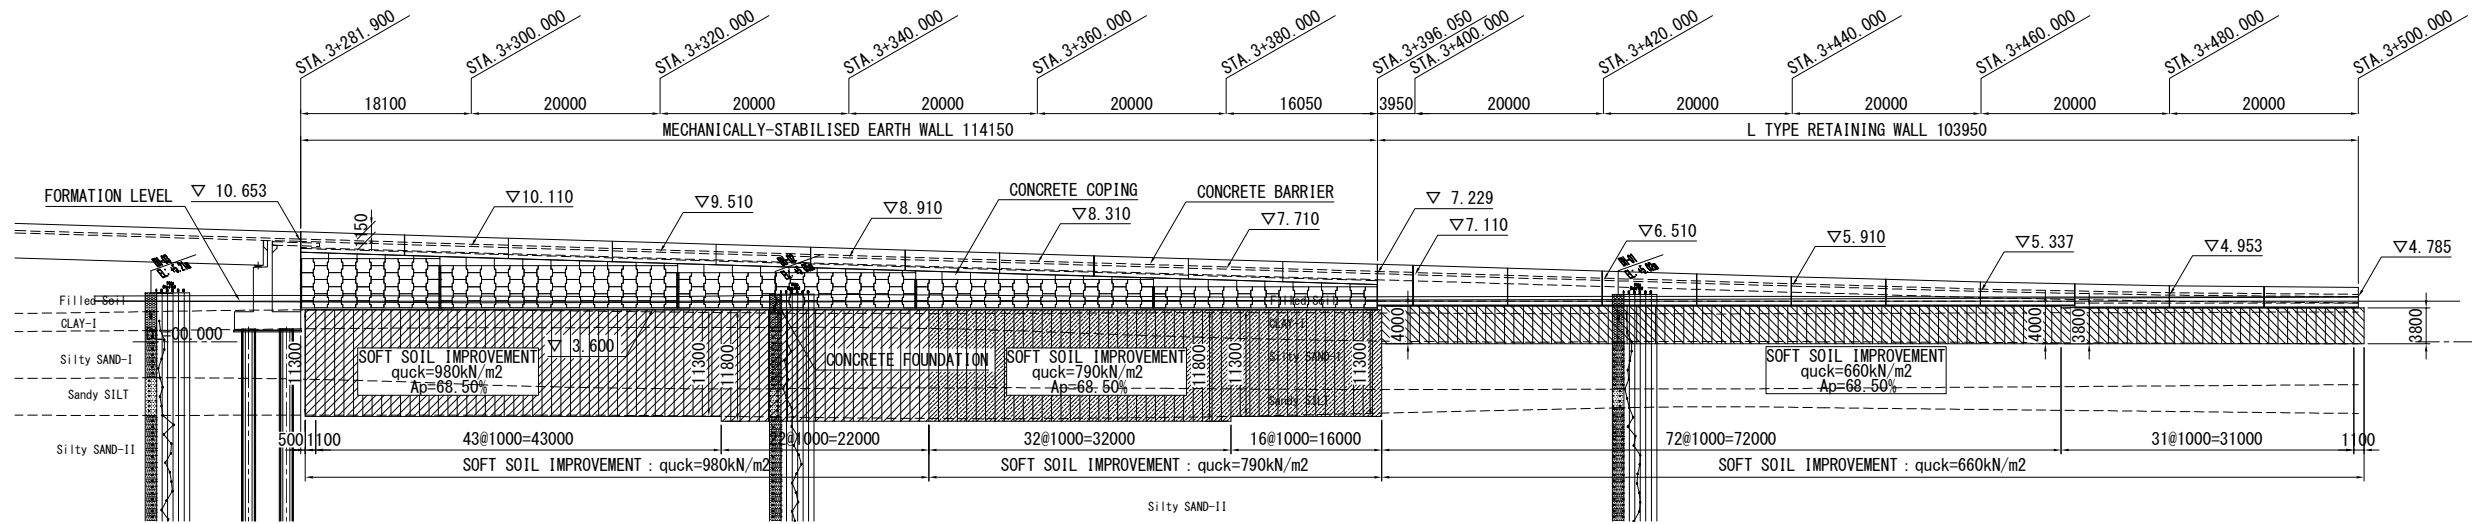 STA. 3+281. 900
STA. 3+300. 000
STA. 3+320. 000
STA. 3+340. 000
STA. 3+360. 000
STA. 3+380. 000
STA. 3+396. 050
STA. 3+400. 000
STA. 3+420. 000
STA. 3+440. 000
STA. 3+460. 000
STA. 3+480. 000
STA. 3+500. 000
18100 20000 20000 20000 20000 16050 3950 20000 20000 20000 20000 20000
MECHANICALLY-STABILISED EARTH WALL 114150
L TYPE RETAINING WALL 103950
FORMATION LEVEL
▽ 10. 653
▽10. 110
▽9. 510
▽8. 910
CONCRETE COPING
▽8. 310
CONCRETE BARRIER
▽7. 710
▽ 7. 229
▽7. 110
▽6. 510
▽5. 910
▽5. 337
▽4. 953
▽4. 785
1150
Filled Soil
CLAY-I
Silty SAND-I
Sandy SILT
Silty SAND-II
(Filled Soil)
CLAY-I
Silty SAND-I
Sandy SILT
▽ 3. 600
CONCRETE FOUNDATION
11300
11300
11800
11800
11300
11300
4000
4000
3800
3800
SOFT SOIL IMPROVEMENT
quck=980kN/m2
Ap=68. 50%
SOFT SOIL IMPROVEMENT
quck=790kN/m2
Ap=68. 50%
SOFT SOIL IMPROVEMENT
quck=660kN/m2
Ap=68. 50%
500 1100 43@1000=43000 22@1000=22000 32@1000=32000 16@1000=16000 72@1000=72000 31@1000=31000 1100
SOFT SOIL IMPROVEMENT : quck=980kN/m2
SOFT SOIL IMPROVEMENT : quck=790kN/m2
SOFT SOIL IMPROVEMENT : quck=660kN/m2
Silty SAND-II